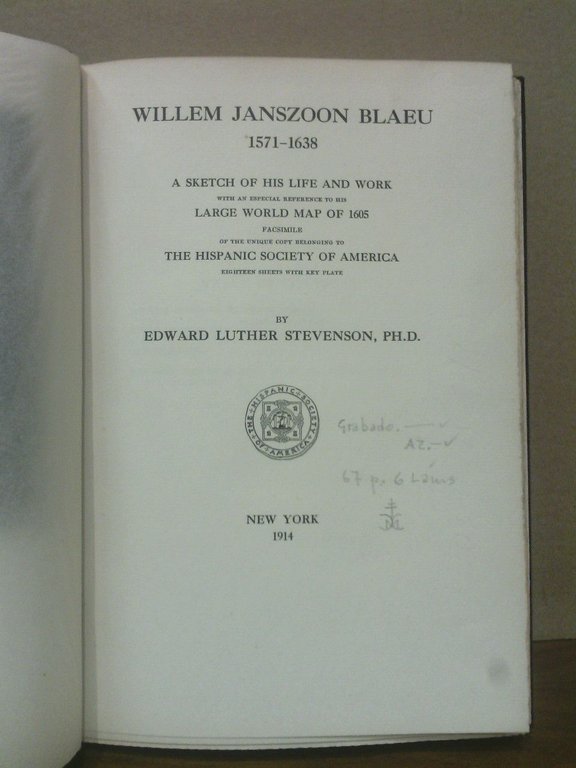 WILLEM JANSZOON BLAEU
1571-1638
A SKETCH OF HIS LIFE AND WORK
WITH AN ESPECIAL REFERENCE TO HIS
LARGE WORLD MAP OF 1605
FACSIMILE
OF THE UNIQUE COPY BELONGING TO
THE HISPANIC SOCIETY OF AMERICA
EIGHTEEN SHEETS WITH KEY PLATE
BY
EDWARD LUTHER STEVENSON, PH.D.
THE HISPANIC SOCIETY
OF AMERICA
Grabado.
AZ.
67 p. 6 Láms
NEW YORK
1914